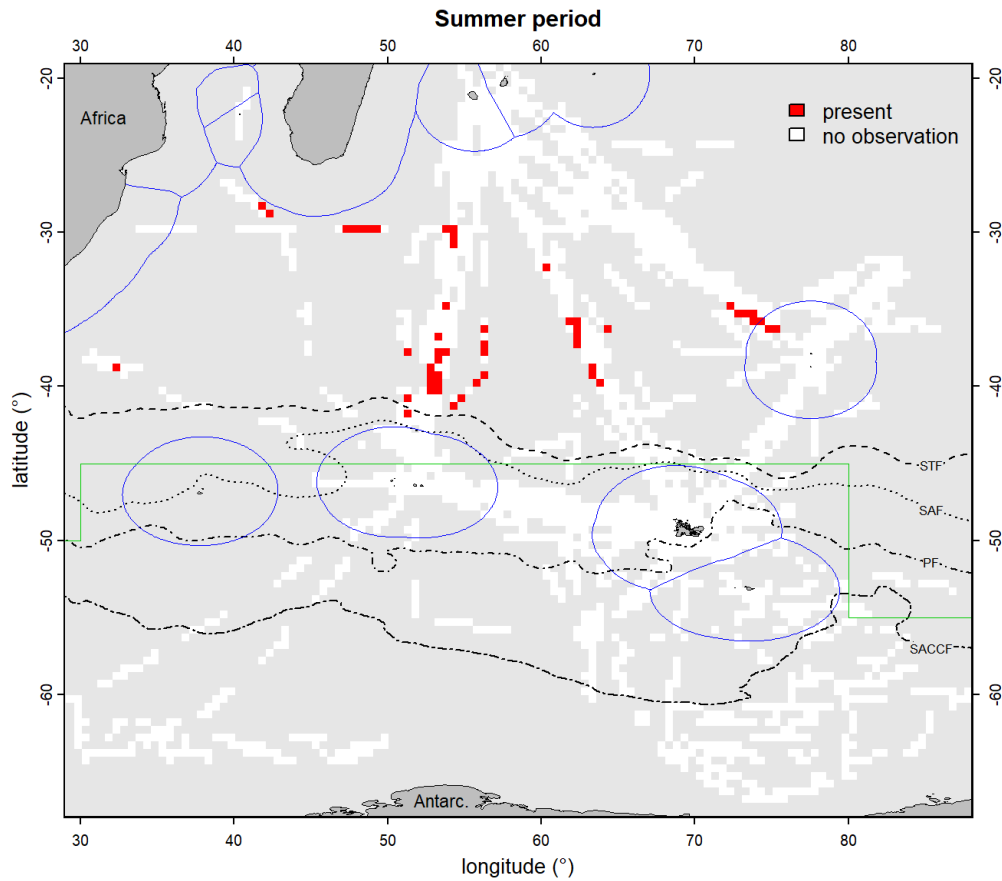 Summer period
30 40 50 60 70 80
-20 -20
Africa
present
no observation
-30 -30
-40 -40
latitude (°)
STF
SAF
-50 -50
PF
SACCF
-60 -60
Antarc.
30 40 50 60 70 80
longitude (°)